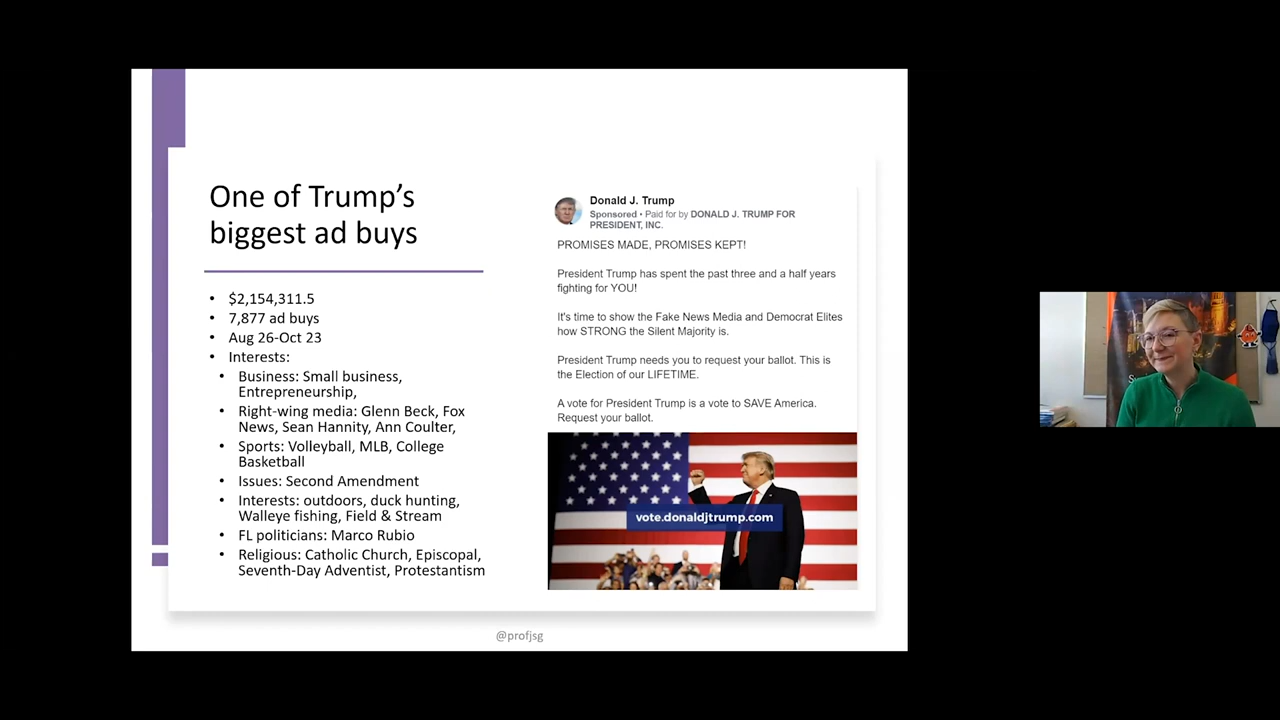 One of Trump's
biggest ad buys
• $2,154,311.5
• 7,877 ad buys
• Aug 26-Oct 23
• Interests:
• Business: Small business,
Entrepreneurship,
• Right-wing media: Glenn Beck, Fox
News, Sean Hannity, Ann Coulter,
• Sports: Volleyball, MLB, College
Basketball
• Issues: Second Amendment
• Interests: outdoors, duck hunting,
Walleye fishing, Field & Stream
• FL politicians: Marco Rubio
• Religious: Catholic Church, Episcopal,
Seventh-Day Adventist, Protestantism
Donald J. Trump
Sponsored • Paid for by DONALD J. TRUMP FOR
PRESIDENT, INC.
PROMISES MADE, PROMISES KEPT!
President Trump has spent the past three and a half years
fighting for YOU!
It's time to show the Fake News Media and Democrat Elites
how STRONG the Silent Majority is.
President Trump needs you to request your ballot. This is
the Election of our LIFETIME.
A vote for President Trump is a vote to SAVE America.
Request your ballot.
vote.donaldjtrump.com
@profjsg